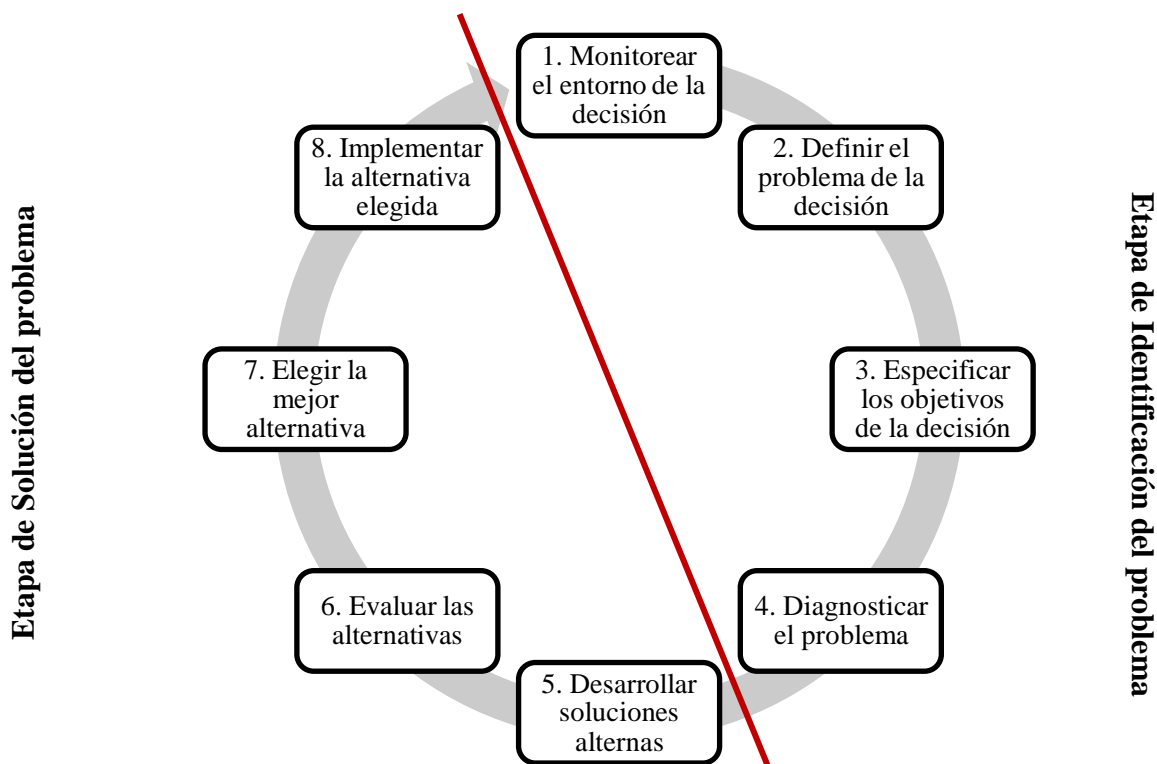 1. Monitorear
el entorno de la
decisión
2. Definir el
problema de la
decisión
3. Especificar
los objetivos
de la decisión
4. Diagnosticar
el problema
5. Desarrollar
soluciones
alternas
6. Evaluar las
alternativas
7. Elegir la
mejor
alternativa
8. Implementar
la alternativa
elegida
Etapa de Solución del problema
Etapa de Identificación del problema